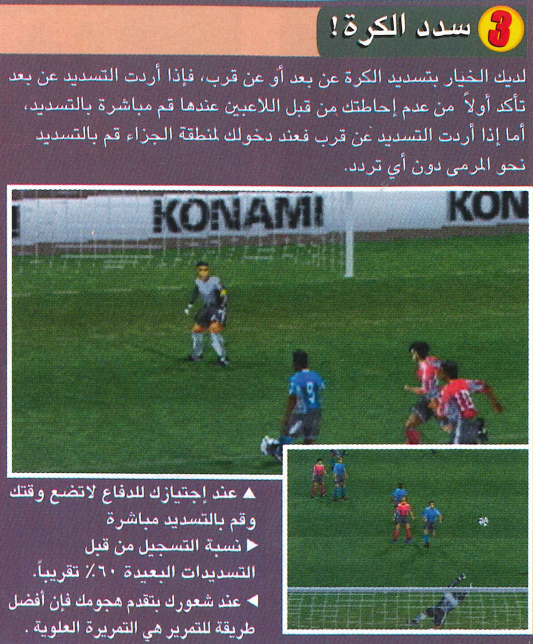 3 سدد الكرة!
لديك الخيار بتسديد الكرة عن بعد أو عن قرب، فإذا أردت التسديد عن بعد
تأكد أولاً من عدم إحاطتك من قبل اللاعبين عندها قم مباشرة بالتسديد،
أما إذا أردت التسديد عن قرب فعند دخولك لمنطقة الجزاء قم بالتسديد
نحو المرمى دون أي تردد.
KONAMI KON
9
10
▲ عند إجتيازك للدفاع لاتضع وقتك
وقم بالتسديد مباشرة
◄ نسبة التسجيل من قبل
التسديدات البعيدة ٦٠٪ تقريباً.
◄ عند شعورك بتقدم هجومك فإن أفضل
طريقة للتمرير هي التمريرة العلوية .